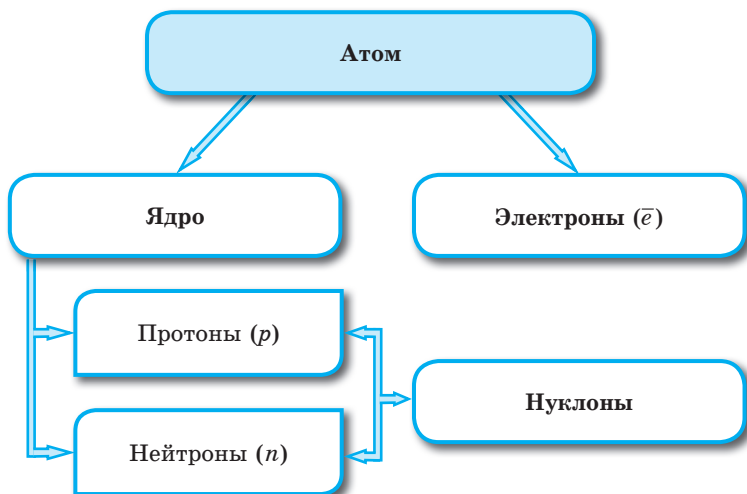 Атом
Ядро
Электроны (e̅)
Протоны (p)
Нуклоны
Нейтроны (n)